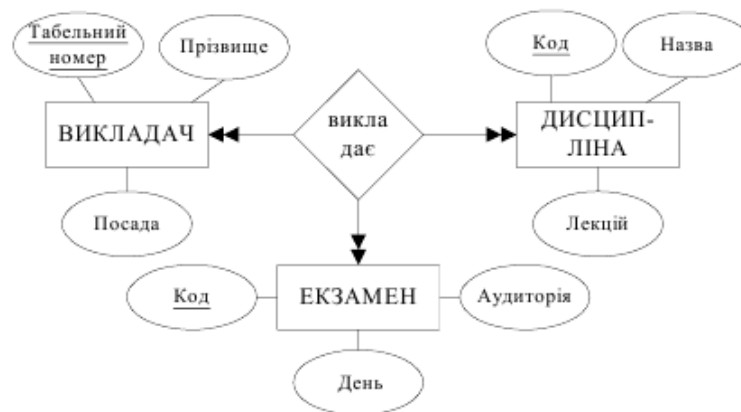 Табельний
номер
Прізвище
Код
Назва
ВИКЛАДАЧ
викла
дає
ДИСЦИП-
ЛІНА
Посада
Лекцій
Код
ЕКЗАМЕН
Аудиторія
День